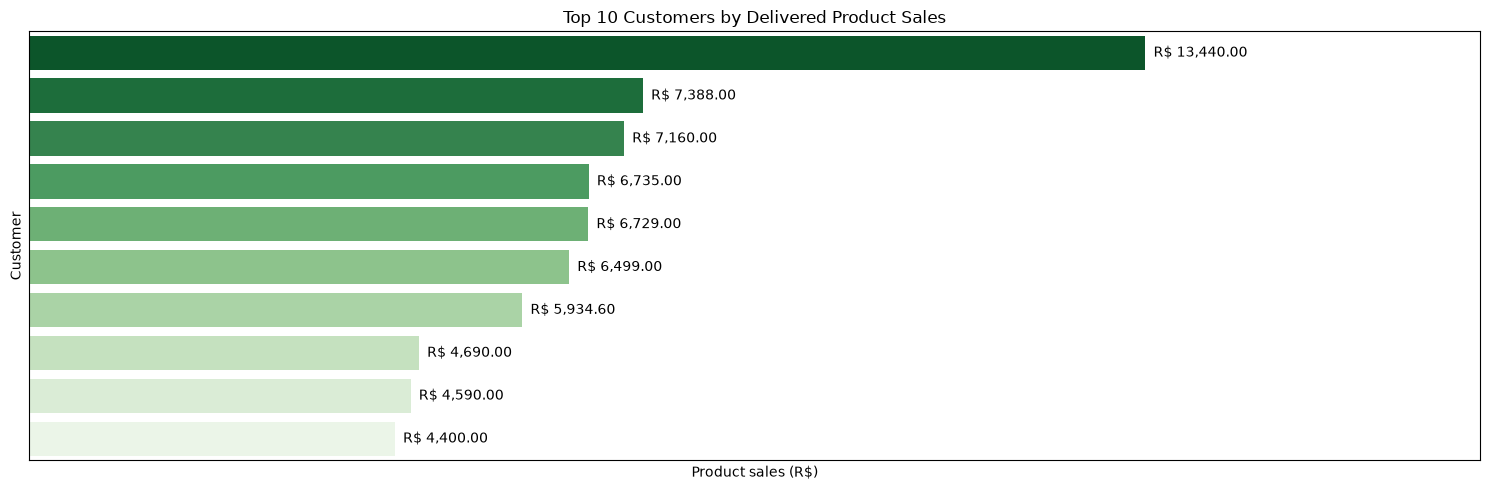 Top 10 Customers by Delivered Product Sales
R$ 13,440.00
R$ 7,388.00
R$ 7,160.00
R$ 6,735.00
R$ 6,729.00
R$ 6,499.00
R$ 5,934.60
R$ 4,690.00
R$ 4,590.00
R$ 4,400.00
Customer
Product sales (R$)